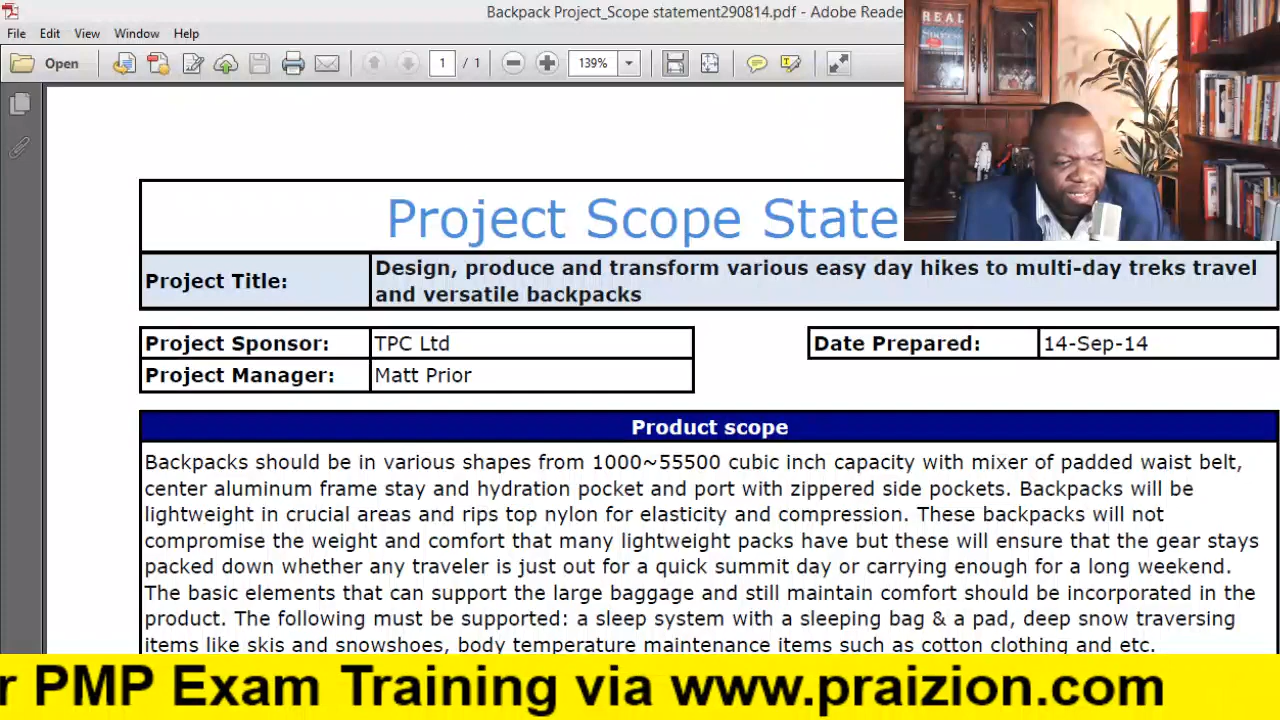 Backpack Project_Scope statement290814.pdf - Adobe Reade
File Edit View Window Help
Open 1 / 1 139%
REAL
Project Scope State
Project Title: Design, produce and transform various easy day hikes to multi-day treks travel
and versatile backpacks
Project Sponsor: TPC Ltd Date Prepared: 14-Sep-14
Project Manager: Matt Prior
Product scope
Backpacks should be in various shapes from 1000~55500 cubic inch capacity with mixer of padded waist belt,
center aluminum frame stay and hydration pocket and port with zippered side pockets. Backpacks will be
lightweight in crucial areas and rips top nylon for elasticity and compression. These backpacks will not
compromise the weight and comfort that many lightweight packs have but these will ensure that the gear stays
packed down whether any traveler is just out for a quick summit day or carrying enough for a long weekend.
The basic elements that can support the large baggage and still maintain comfort should be incorporated in the
product. The following must be supported: a sleep system with a sleeping bag & a pad, deep snow traversing
items like skis and snowshoes, body temperature maintenance items such as cotton clothing and etc.
r PMP Exam Training via www.praizion.com